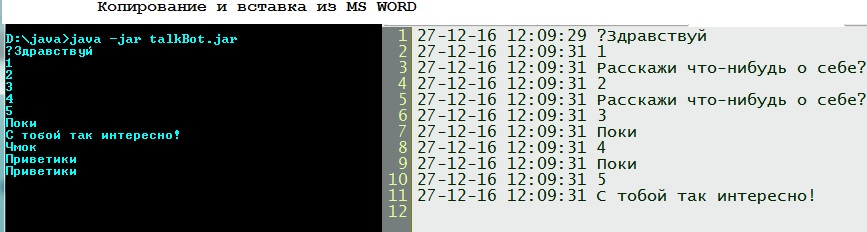 Копирование и вставка из MS WORD
D:\java>java -jar talkBot.jar
?Здравствуй
1
2
3
4
5
Поки
С тобой так интересно!
Чмок
Приветики
Приветики
1 27-12-16 12:09:29 ?Здравствуй
2 27-12-16 12:09:31 1
3 27-12-16 12:09:31 Расскажи что-нибудь о себе?
4 27-12-16 12:09:31 2
5 27-12-16 12:09:31 Расскажи что-нибудь о себе?
6 27-12-16 12:09:31 3
7 27-12-16 12:09:31 Поки
8 27-12-16 12:09:31 4
9 27-12-16 12:09:31 Поки
10 27-12-16 12:09:31 5
11 27-12-16 12:09:31 С тобой так интересно!
12